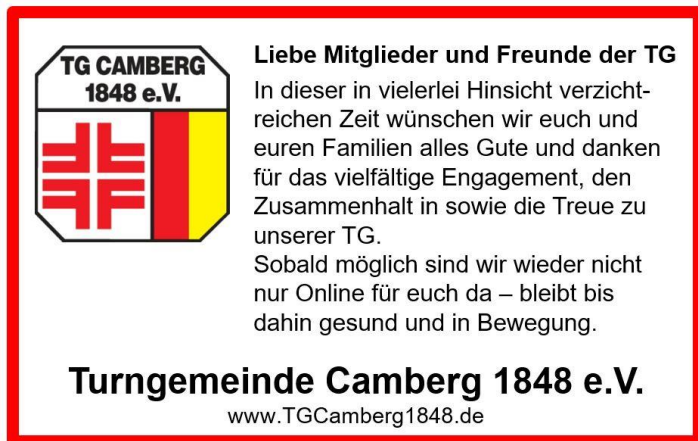 TG CAMBERG
1848 e.V.
Liebe Mitglieder und Freunde der TG
In dieser in vielerlei Hinsicht verzicht-
reichen Zeit wünschen wir euch und
euren Familien alles Gute und danken
für das vielfältige Engagement, den
Zusammenhalt in sowie die Treue zu
unserer TG.
Sobald möglich sind wir wieder nicht
nur Online für euch da – bleibt bis
dahin gesund und in Bewegung.
Turngemeinde Camberg 1848 e.V.
www.TGCamberg1848.de